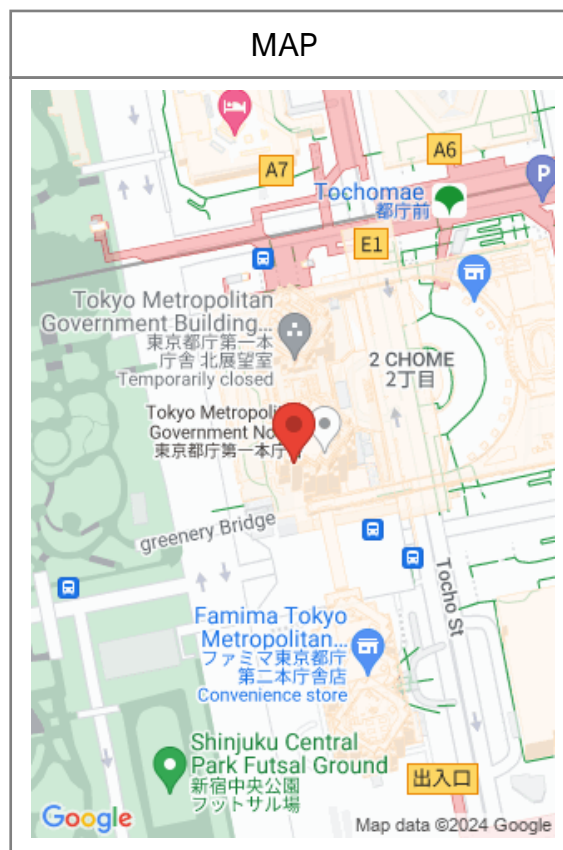 MAP
A7
A6
P
Tochomae
都庁前
E1
Tokyo Metropolitan
Government Building...
東京都庁第一本
庁舎 北展望室
Temporarily closed
2 CHOME
2丁目
Tokyo Metropoli
Government No
東京都庁第一本庁
greenery Bridge
Tocho St
Famima Tokyo
Metropolitan...
ファミマ東京都庁
第二本庁舎店
Convenience store
Shinjuku Central
Park Futsal Ground
新宿中央公園
フットサル場
出入口
Google
Map data ©2024 Google